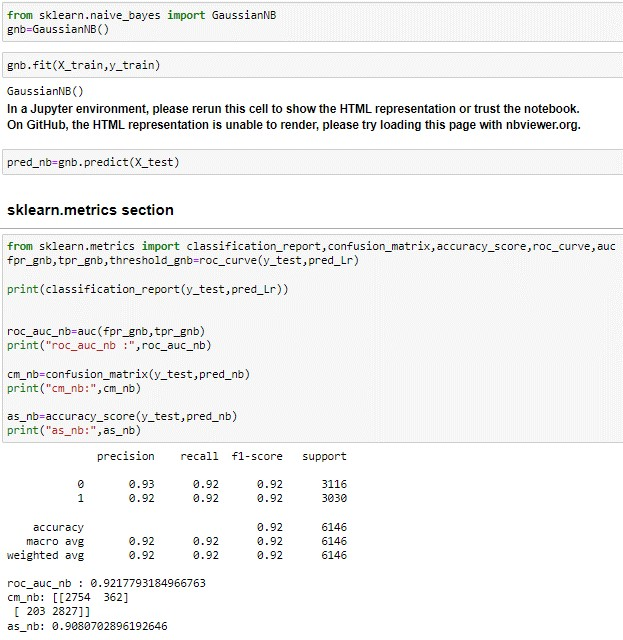 from sklearn.naive_bayes import GaussianNB
gnb=GaussianNB()
gnb.fit(X_train,y_train)
GaussianNB()
In a Jupyter environment, please rerun this cell to show the HTML representation or trust the notebook.
On GitHub, the HTML representation is unable to render, please try loading this page with nbviewer.org.
pred_nb=gnb.predict(X_test)
sklearn.metrics section
from sklearn.metrics import classification_report,confusion_matrix,accuracy_score,roc_curve,auc
fpr_gnb,tpr_gnb,threshold_gnb=roc_curve(y_test,pred_Lr)
print(classification_report(y_test,pred_Lr))
roc_auc_nb=auc(fpr_gnb,tpr_gnb)
print("roc_auc_nb :",roc_auc_nb)
cm_nb=confusion_matrix(y_test,pred_nb)
print("cm_nb:",cm_nb)
as_nb=accuracy_score(y_test,pred_nb)
print("as_nb:",as_nb)
precision recall f1-score support
0 0.93 0.92 0.92 3116
1 0.92 0.92 0.92 3030
accuracy 0.92 6146
macro avg 0.92 0.92 0.92 6146
weighted avg 0.92 0.92 0.92 6146
roc_auc_nb : 0.9217793184966763
cm_nb: [[2754  362]
[ 203 2827]]
as_nb: 0.9080702896192646